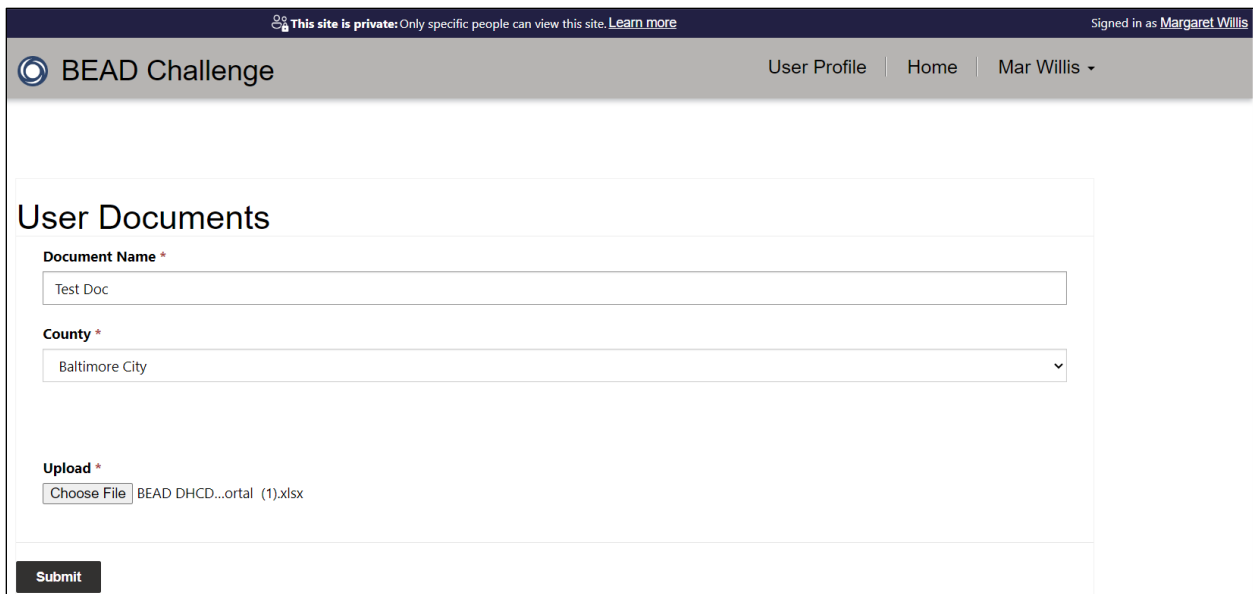 This site is private: Only specific people can view this site. Learn more Signed in as Margaret Willis
BEAD Challenge User Profile Home Mar Willis
User Documents
Document Name *
Test Doc
County *
Baltimore City
Upload *
Choose File BEAD DHCD...ortal (1).xlsx
Submit